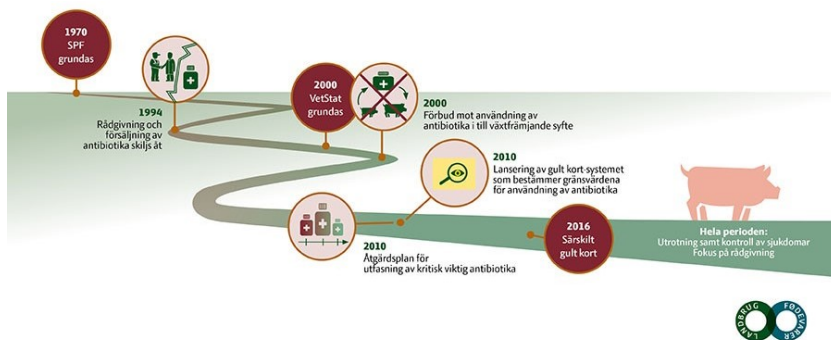 1970
SPF
grundas
1994
Rådgivning och
försäljning av
antibiotika skiljs åt
2000
VetStat
grundas
2000
Förbud mot användning av
antibiotika i till växtfrämjande syfte
2010
Lansering av gult kort-systemet
som bestämmer gränsvärdena
för användning av antibiotika
2010
Åtgärdsplan för
utfasning av kritisk viktig antibiotika
2016
Särskilt
gult kort
Hela perioden:
Utrotning samt kontroll av sjukdomar
Fokus på rådgivning
LANDBRUG
FØDEVARER